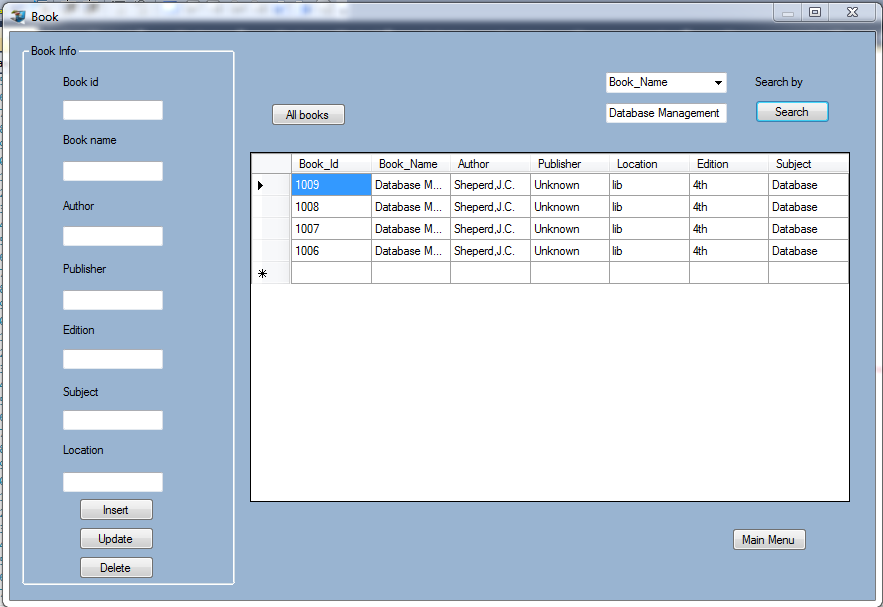 Book
Book Info
Book id
Book name
Author
Publisher
Edition
Subject
Location
Insert
Update
Delete
Book_Name
Search by
All books
Database Management
Search
Book_Id Book_Name Author Publisher Location Edition Subject
1009 Database M... Sheperd,J.C. Unknown lib 4th Database
1008 Database M... Sheperd,J.C. Unknown lib 4th Database
1007 Database M... Sheperd,J.C. Unknown lib 4th Database
1006 Database M... Sheperd,J.C. Unknown lib 4th Database
Main Menu